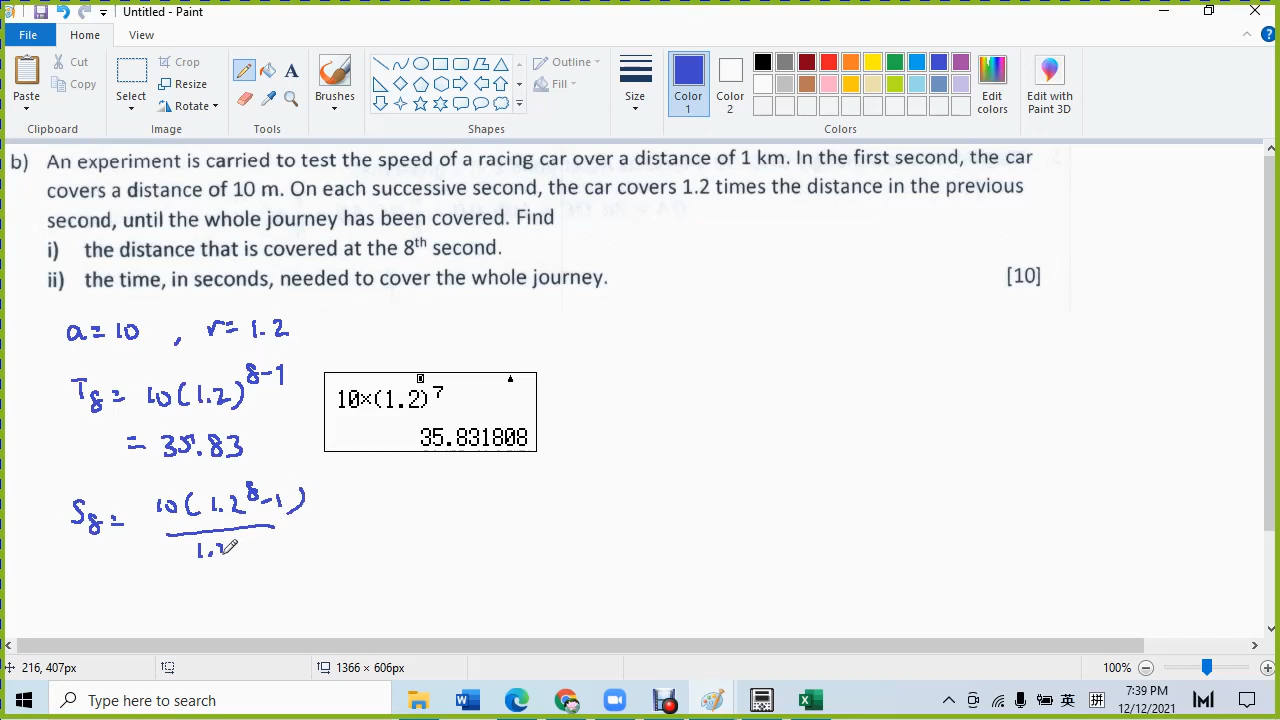 Untitled - Paint
File Home View
Paste Cut Copy Clipboard
Select Crop Resize Rotate Image
A Tools
Brushes
Outline Fill Shapes
Size
Color 1 Color 2 Edit colors Colors
Edit with Paint 3D
b) An experiment is carried to test the speed of a racing car over a distance of 1 km. In the first second, the car
covers a distance of 10 m. On each successive second, the car covers 1.2 times the distance in the previous
second, until the whole journey has been covered. Find
i) the distance that is covered at the 8th second.
ii) the time, in seconds, needed to cover the whole journey. [10]
a = 10 , r = 1.2
T8 = 10(1.2)^8-1
= 35.83
10×(1.2)^7
35.831808
S8 = 10(1.2^8-1)
1.2
216, 407px 1366 × 606px 100%
Type here to search
英 拼 7:39 PM
12/12/2021